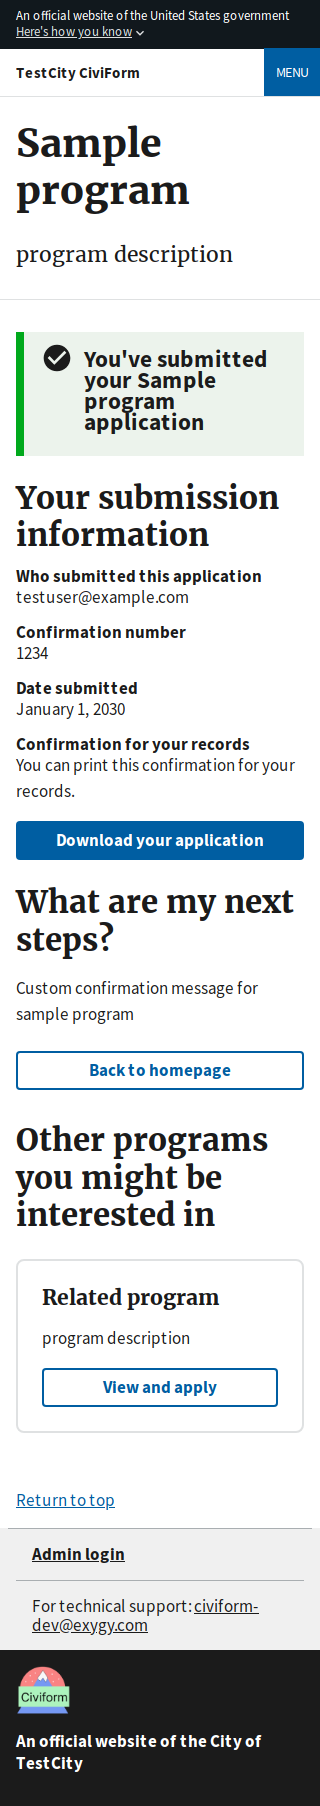 An official website of the United States government
Here's how you know
TestCity CiviForm
MENU
Sample
program
program description
You've submitted
your Sample
program
application
Your submission
information
Who submitted this application
testuser@example.com
Confirmation number
1234
Date submitted
January 1, 2030
Confirmation for your records
You can print this confirmation for your
records.
Download your application
What are my next
steps?
Custom confirmation message for
sample program
Back to homepage
Other programs
you might be
interested in
Related program
program description
View and apply
Return to top
Admin login
For technical support: civiform-
dev@exygy.com
Civiform
An official website of the City of
TestCity